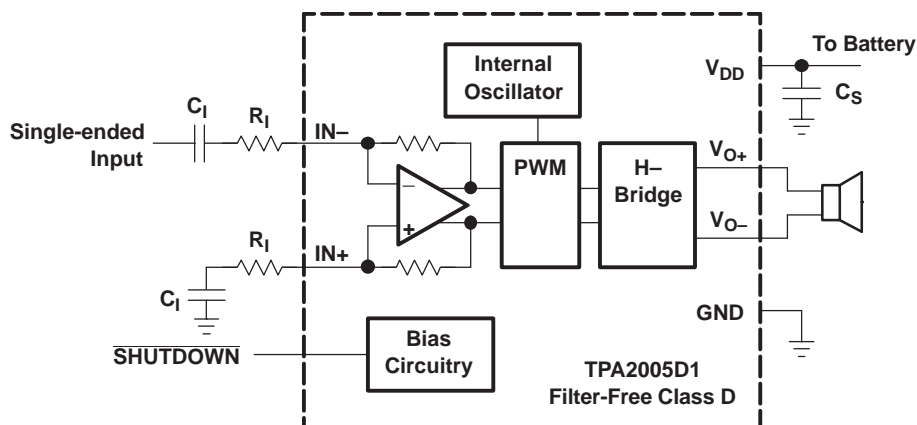 Internal
Oscillator
To Battery
VDD
CS
CI
RI
IN–
Single-ended
Input
PWM
H–
Bridge
VO+
VO–
–
+
RI
IN+
CI
GND
SHUTDOWN
Bias
Circuitry
TPA2005D1
Filter-Free Class D